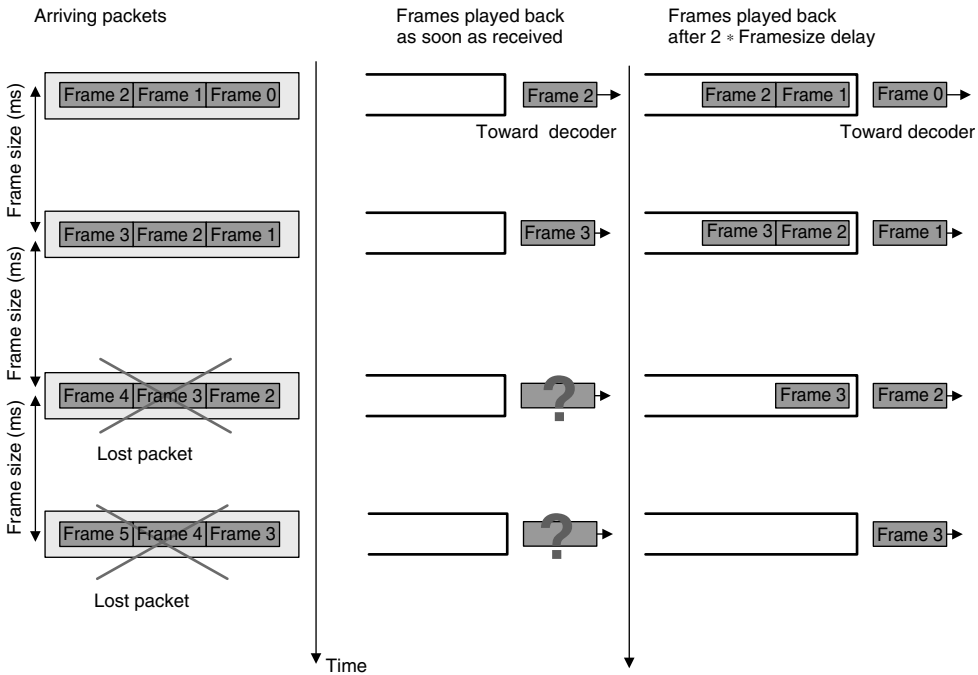 Arriving packets
Frames played back
as soon as received
Frames played back
after 2 * Framesize delay
Frame size (ms)
Frame 2 Frame 1 Frame 0
Frame 2
Toward decoder
Frame 2 Frame 1
Frame 0
Toward decoder
Frame size (ms)
Frame 3 Frame 2 Frame 1
Frame 3
Frame 3 Frame 2
Frame 1
Frame size (ms)
Frame 4 Frame 3 Frame 2
Lost packet
?
Frame 3
Frame 2
Frame 5 Frame 4 Frame 3
Lost packet
?
Frame 3
Time